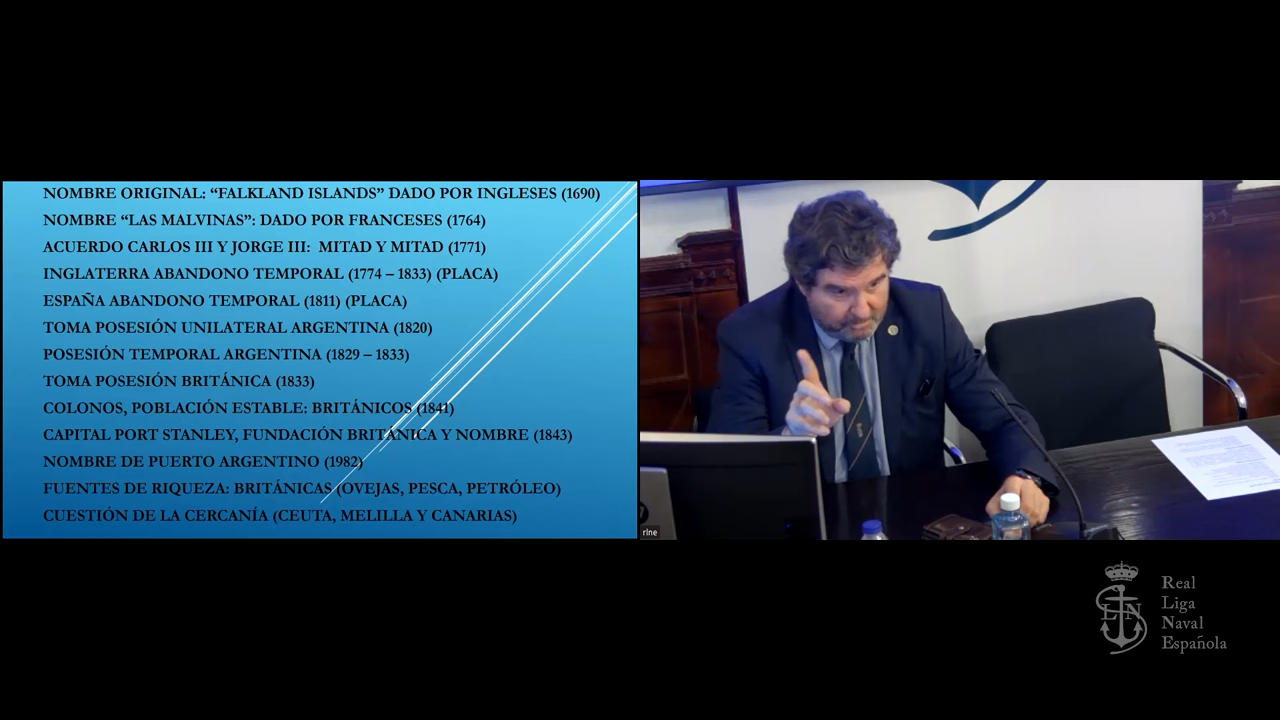 NOMBRE ORIGINAL: “FALKLAND ISLANDS” DADO POR INGLESES (1690)
NOMBRE “LAS MALVINAS”: DADO POR FRANCESES (1764)
ACUERDO CARLOS III Y JORGE III: MITAD Y MITAD (1771)
INGLATERRA ABANDONO TEMPORAL (1774 – 1833) (PLACA)
ESPAÑA ABANDONO TEMPORAL (1811) (PLACA)
TOMA POSESIÓN UNILATERAL ARGENTINA (1820)
POSESIÓN TEMPORAL ARGENTINA (1829 – 1833)
TOMA POSESIÓN BRITÁNICA (1833)
COLONOS, POBLACIÓN ESTABLE: BRITÁNICOS (1841)
CAPITAL PORT STANLEY, FUNDACIÓN BRITÁNICA Y NOMBRE (1843)
NOMBRE DE PUERTO ARGENTINO (1982)
FUENTES DE RIQUEZA: BRITÁNICAS (OVEJAS, PESCA, PETRÓLEO)
CUESTIÓN DE LA CERCANÍA (CEUTA, MELILLA Y CANARIAS)
rlne
LN
Real
Liga
Naval
Española